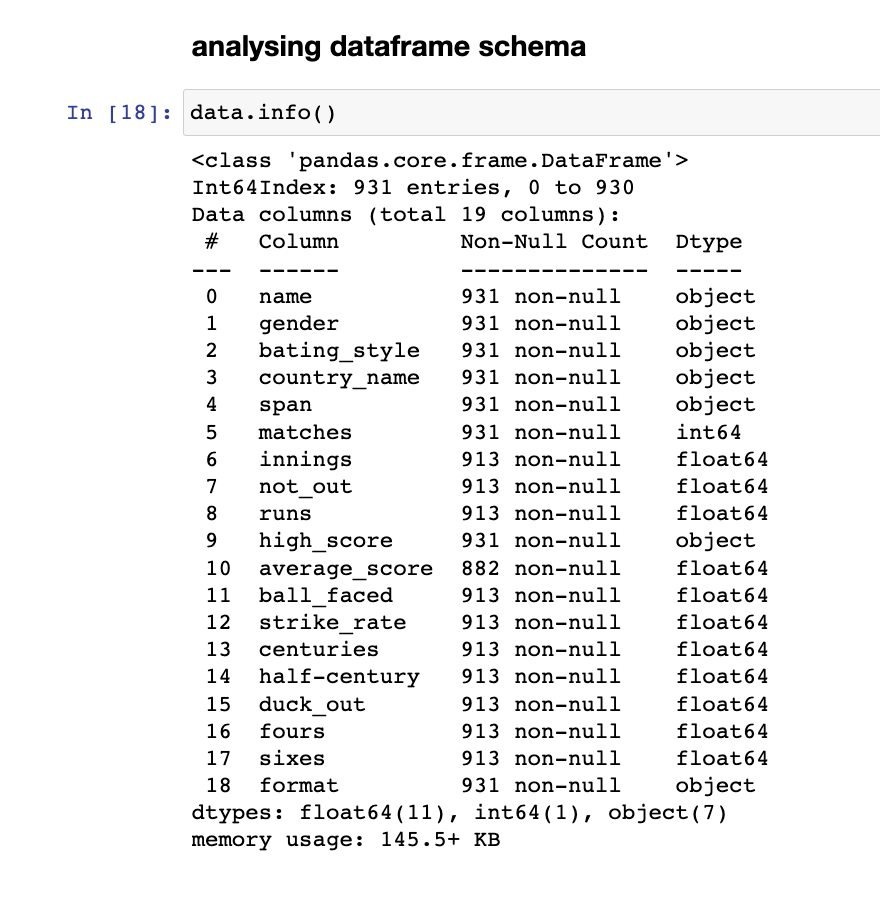 analysing dataframe schema
In [18]: data.info()
<class 'pandas.core.frame.DataFrame'>
Int64Index: 931 entries, 0 to 930
Data columns (total 19 columns):
 #   Column         Non-Null Count  Dtype
---  ------         --------------  -----
 0   name           931 non-null    object
 1   gender         931 non-null    object
 2   bating_style   931 non-null    object
 3   country_name   931 non-null    object
 4   span           931 non-null    object
 5   matches        931 non-null    int64
 6   innings        913 non-null    float64
 7   not_out        913 non-null    float64
 8   runs           913 non-null    float64
 9   high_score     931 non-null    object
 10  average_score  882 non-null    float64
 11  ball_faced     913 non-null    float64
 12  strike_rate    913 non-null    float64
 13  centuries      913 non-null    float64
 14  half-century   913 non-null    float64
 15  duck_out       913 non-null    float64
 16  fours          913 non-null    float64
 17  sixes          913 non-null    float64
 18  format         931 non-null    object
dtypes: float64(11), int64(1), object(7)
memory usage: 145.5+ KB